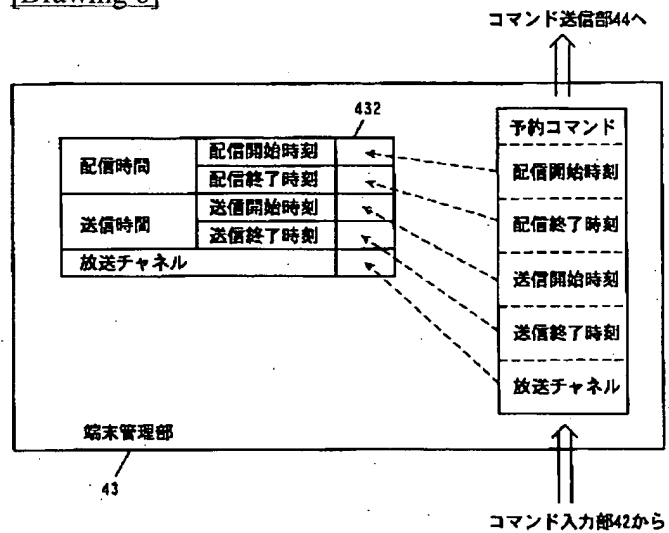 コマンド送信部44へ
432
配信時間
配信開始時刻
配信終了時刻
送信時間
送信開始時刻
送信終了時刻
放送チャネル
予約コマンド
配信開始時刻
配信終了時刻
送信開始時刻
送信終了時刻
放送チャネル
端末管理部
43
コマンド入力部42から